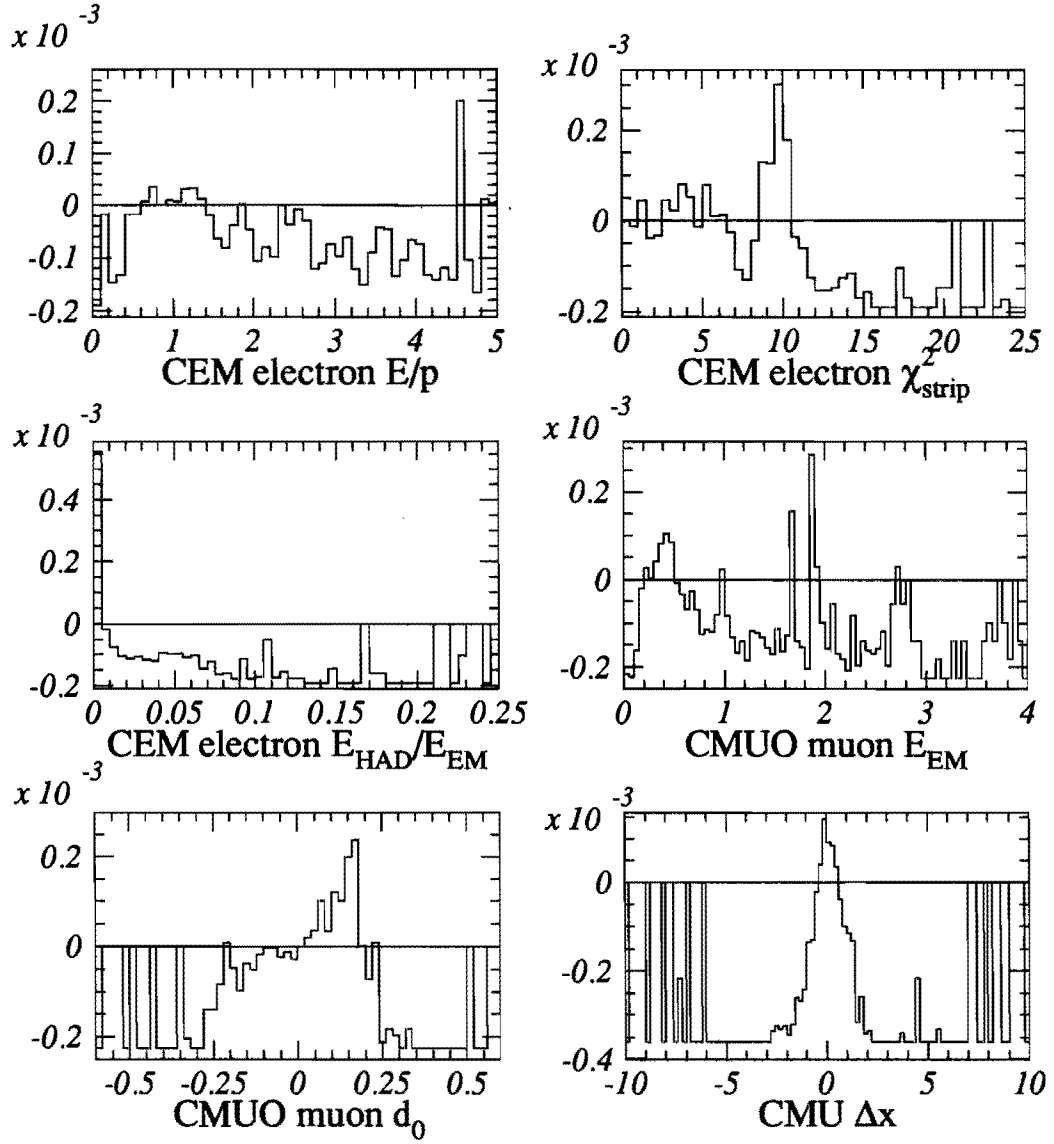 x 10 -3
0.2
0.1
0
-0.1
-0.2
0 1 2 3 4 5
CEM electron E/p
x 10 -3
0.2
0
-0.2
0 5 10 15 20 25
CEM electron χ²strip
x 10 -3
0.4
0.2
0
-0.2
0 0.05 0.1 0.15 0.2 0.25
CEM electron E_HAD/E_EM
x 10 -3
0.2
0
-0.2
0 1 2 3 4
CMUO muon E_EM
x 10 -3
0.2
0
-0.2
-0.5 -0.25 0 0.25 0.5
CMUO muon d_0
x 10 -3
0
-0.2
-0.4
-10 -5 0 5 10
CMU Δx